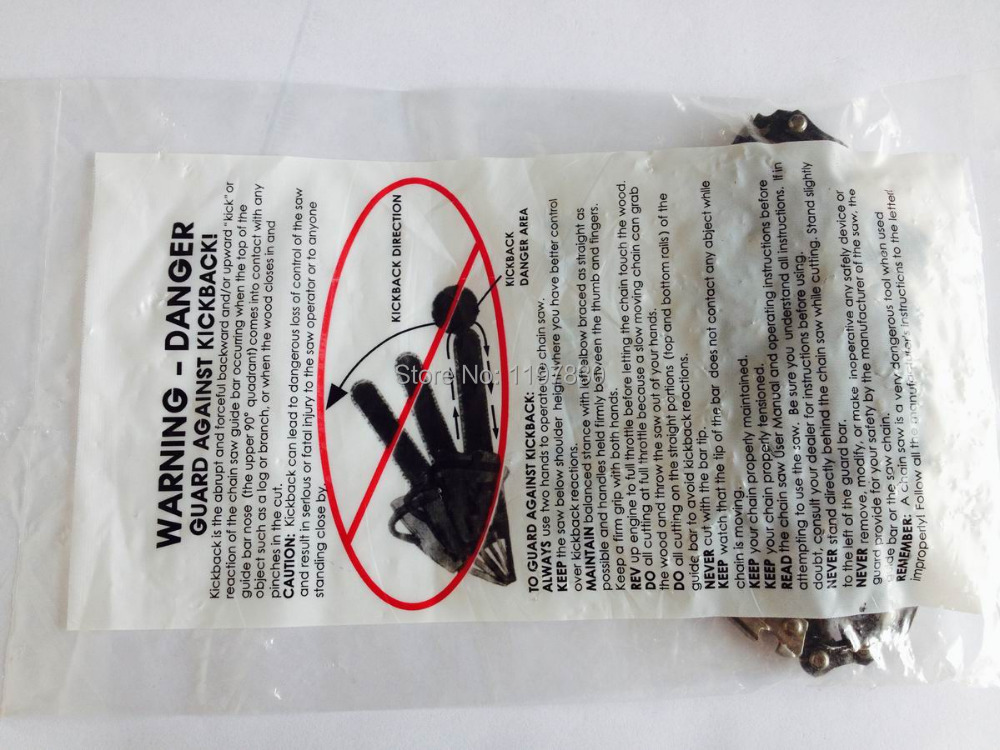 WARNING - DANGER
GUARD AGAINST KICKBACK!
Kickback is the abrupt and forceful backward and/or upward "kick" or
reaction of the chain saw guide bar occurring when the top of the
guide bar nose (the upper 90° quadrant) comes into contact with any
object such as a log or branch, or when the wood closes in and
pinches in the cut.
CAUTION: Kickback can lead to dangerous loss of control of the saw
and result in serious or fatal injury to the saw operator or to anyone
standing close by.
KICKBACK DIRECTION
KICKBACK
DANGER AREA
Store No:
TO GUARD AGAINST KICKBACK:
ALWAYS use two hands to operate the chain saw.
KEEP the saw below shoulder height where you have better control
over kickback reactions.
MAINTAIN balanced stance with left elbow braced as straight as
possible and handles held firmly between the thumb and fingers.
Keep a firm grip with both hands.
REV up engine to full throttle before letting the chain touch the wood.
DO all cutting at full throttle because a slow moving chain can grab
the wood and throw the saw out of your hands.
DO all cutting on the straight portions (top and bottom rails) of the
guide bar to avoid kickback reactions.
NEVER cut with the bar tip.
KEEP watch that the tip of the bar does not contact any object while
chain is moving.
KEEP your chain properly maintained.
KEEP your chain properly tensioned.
READ the chain saw User Manual and operating instructions before
attempting to use the saw. Be sure you understand all instructions. If in
doubt, consult your dealer for instructions before using.
NEVER stand directly behind the chain saw while cutting. Stand slightly
to the left of the guard bar.
NEVER remove, modify, or make inoperative any safely device or
guard provide for your safety by the manufacturer of the saw, the
guide bar or the saw chain.
REMEMBER: A chain saw is a very dangerous tool when used
improperly! Follow all the manufacturer's instructions to the letter!